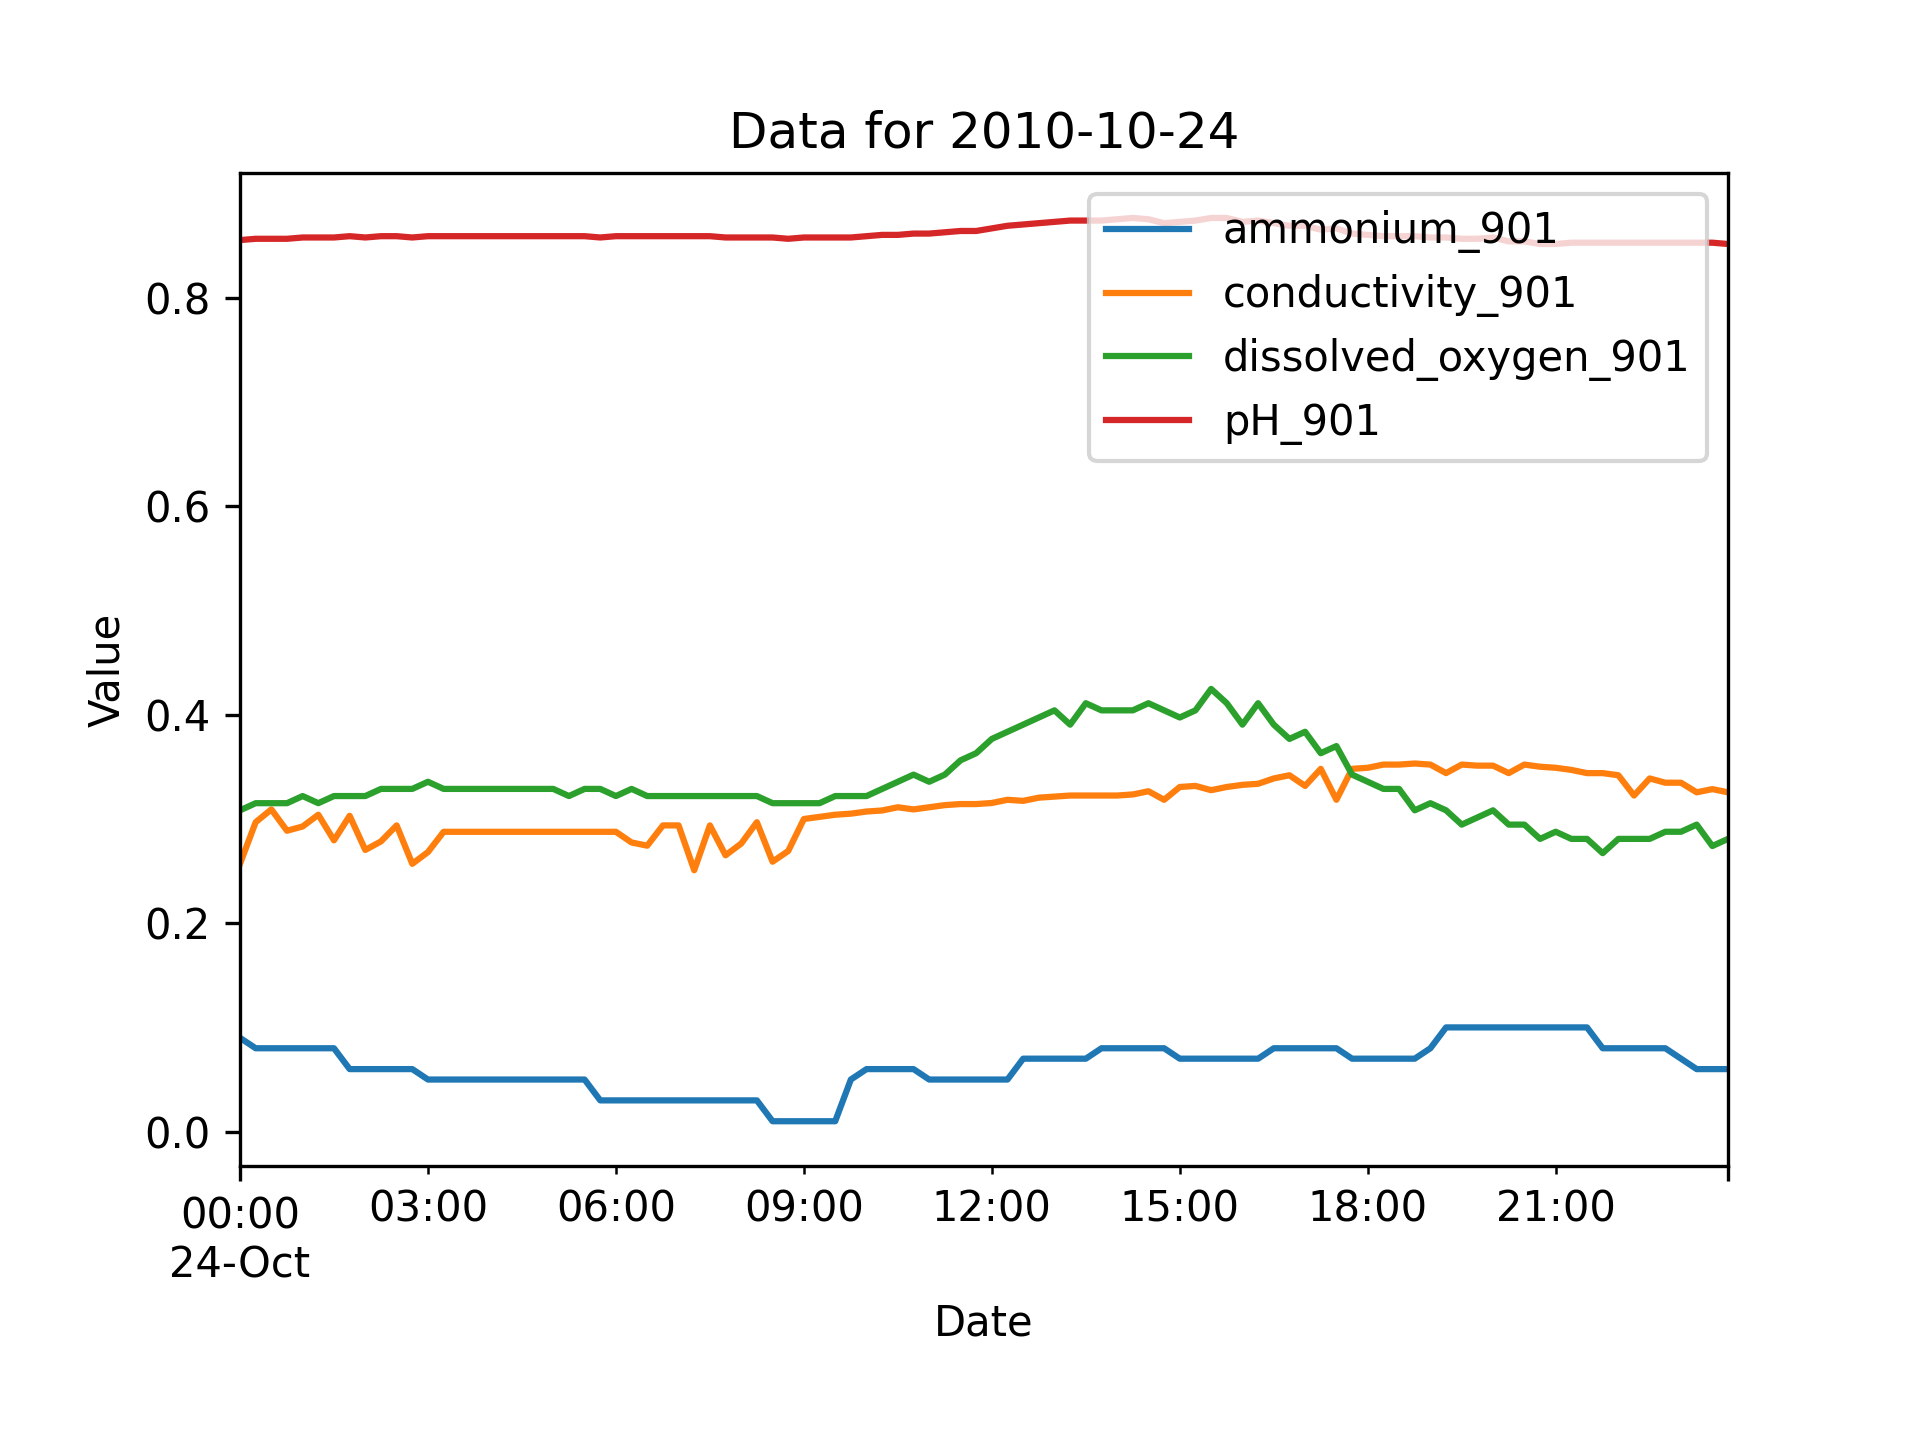 Data for 2010-10-24
ammonium_901
conductivity_901
dissolved_oxygen_901
pH_901
0.8
0.6
0.4
0.2
0.0
Value
00:00 03:00 06:00 09:00 12:00 15:00 18:00 21:00
24-Oct
Date